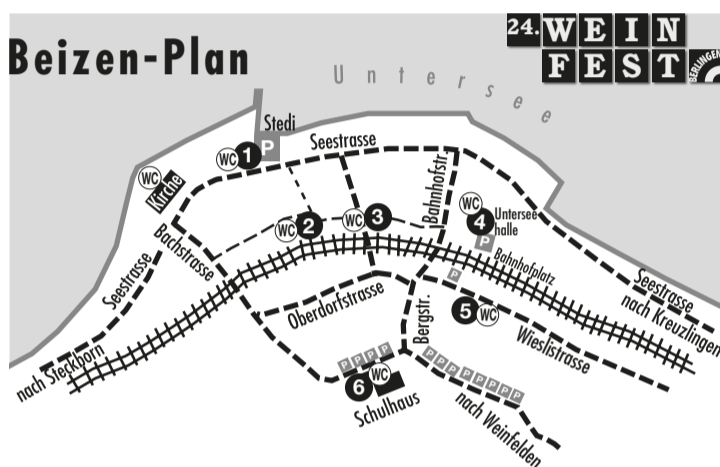 Beizen-Plan
24. WEIN
FEST
BERLINGEN
Untersee
Stedi
P
WC 1
Seestrasse
WC
Kirche
Bahnhofstr.
WC
4
Untersee
halle
P
WC 2
WC 3
Bachstrasse
Seestrasse
Bahnhofplatz
P
Seestrasse
nach Kreuzlingen
Oberdorfstrasse
Bergstr.
5 WC
Wieslistrasse
nach Steckborn
P P P P
P P P P P P P P P
6 WC
Schulhaus
nach Weinfelden